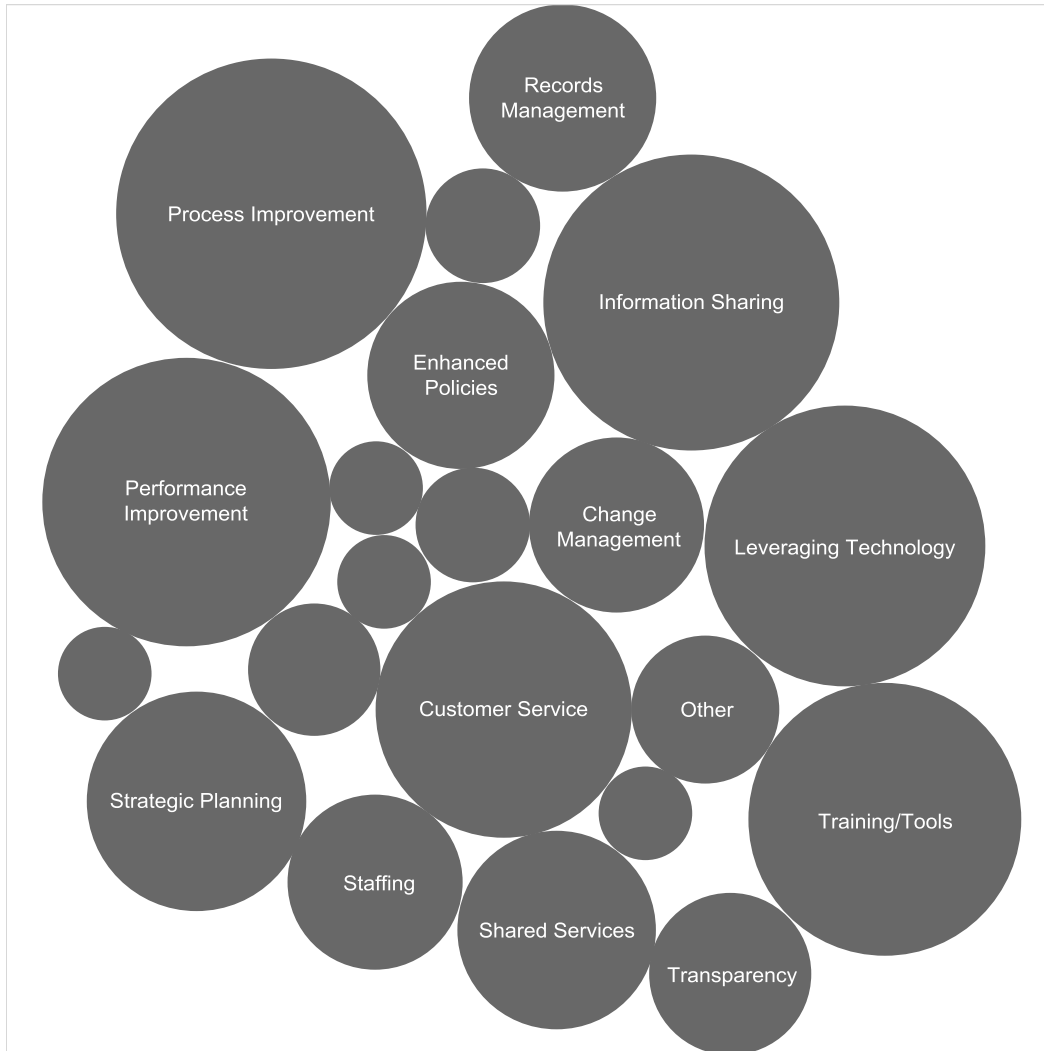 Records
Management
Process Improvement
Information Sharing
Enhanced
Policies
Performance
Improvement
Change
Management
Leveraging Technology
Customer Service
Other
Strategic Planning
Training/Tools
Staffing
Shared Services
Transparency